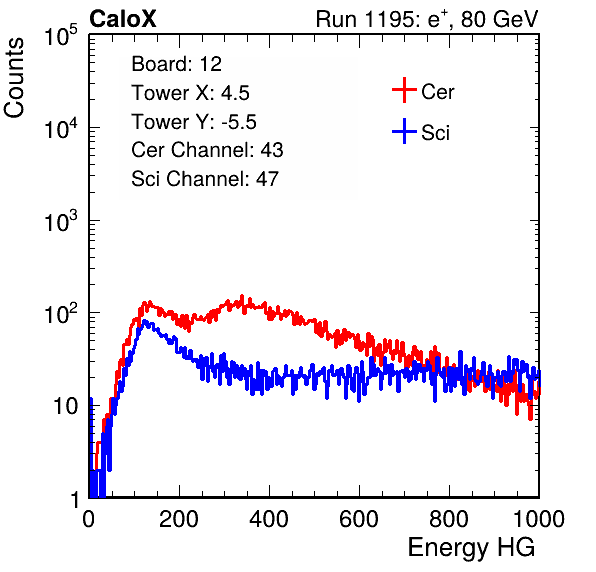 CaloX Run 1195: e⁺, 80 GeV
Counts
10⁵
10⁴
10³
10²
10
1
Board: 12
Tower X: 4.5
Tower Y: -5.5
Cer Channel: 43
Sci Channel: 47
Cer
Sci
0 200 400 600 800 1000
Energy HG